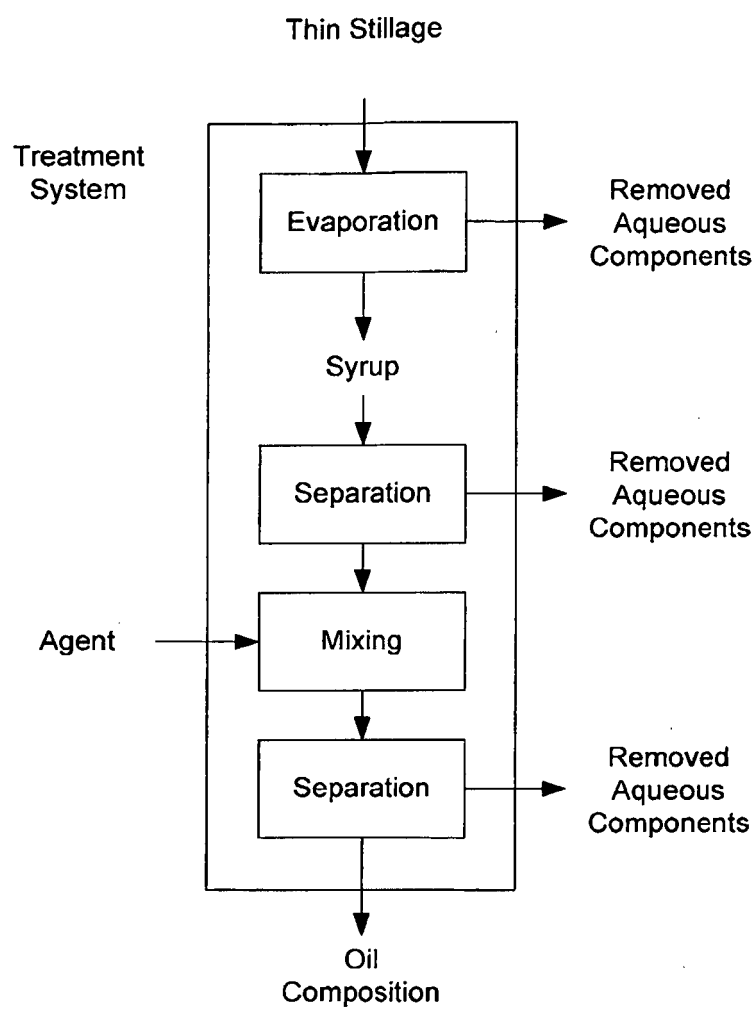 Thin Stillage
Treatment
System
Evaporation
Removed
Aqueous
Components
Syrup
Separation
Removed
Aqueous
Components
Agent
Mixing
Separation
Removed
Aqueous
Components
Oil
Composition